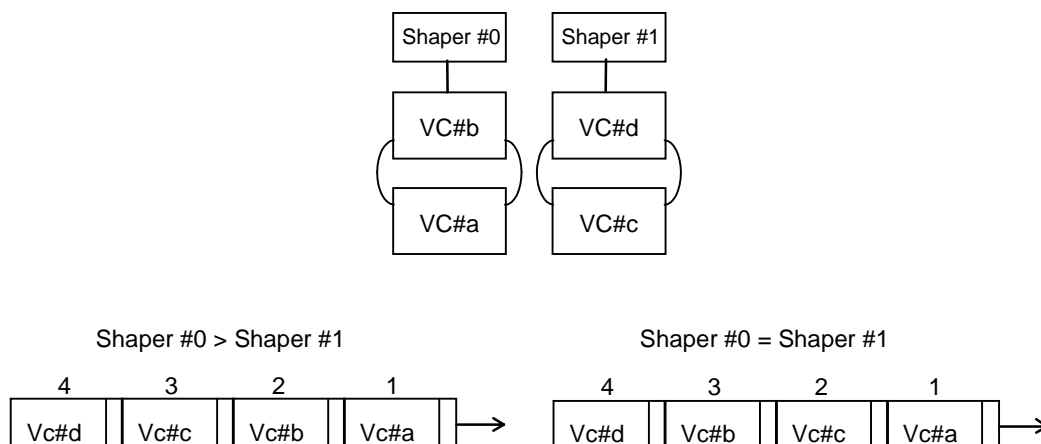 Shaper #0 Shaper #1
VC#b VC#d
VC#a VC#c
Shaper #0 > Shaper #1 Shaper #0 = Shaper #1
4 3 2 1 4 3 2 1
Vc#d Vc#c Vc#b Vc#a Vc#d Vc#b Vc#c Vc#a